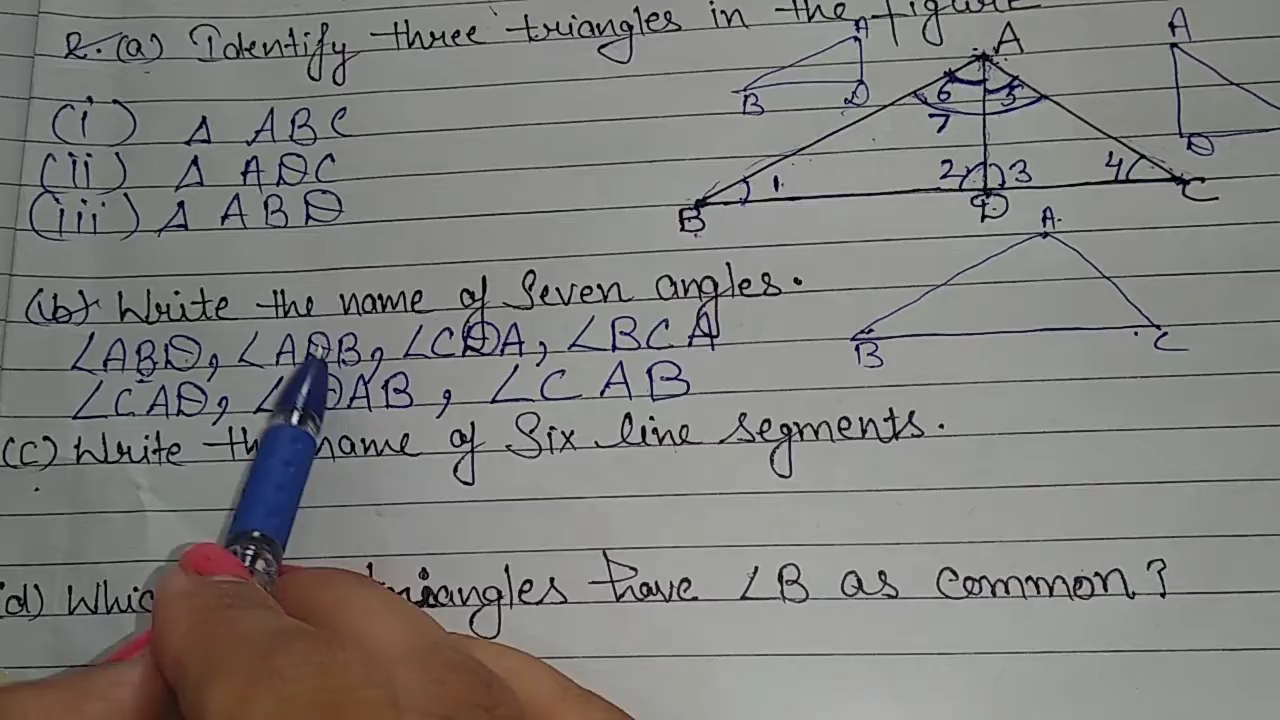 2. (a) Identify three triangles in the figure
(i) Δ ABC
(ii) Δ ADC
(iii) Δ ABD
A
B
D
A
6
5
7
2
3
1.
4
B
D
C
A
D
A.
B
C
(b) Write the name of Seven angles.
∠ABD, ∠ADB, ∠CDA, ∠BCA
∠CAD, ∠DAB, ∠CAB
(c) Write name of Six line segments.
triangles have ∠B as common?